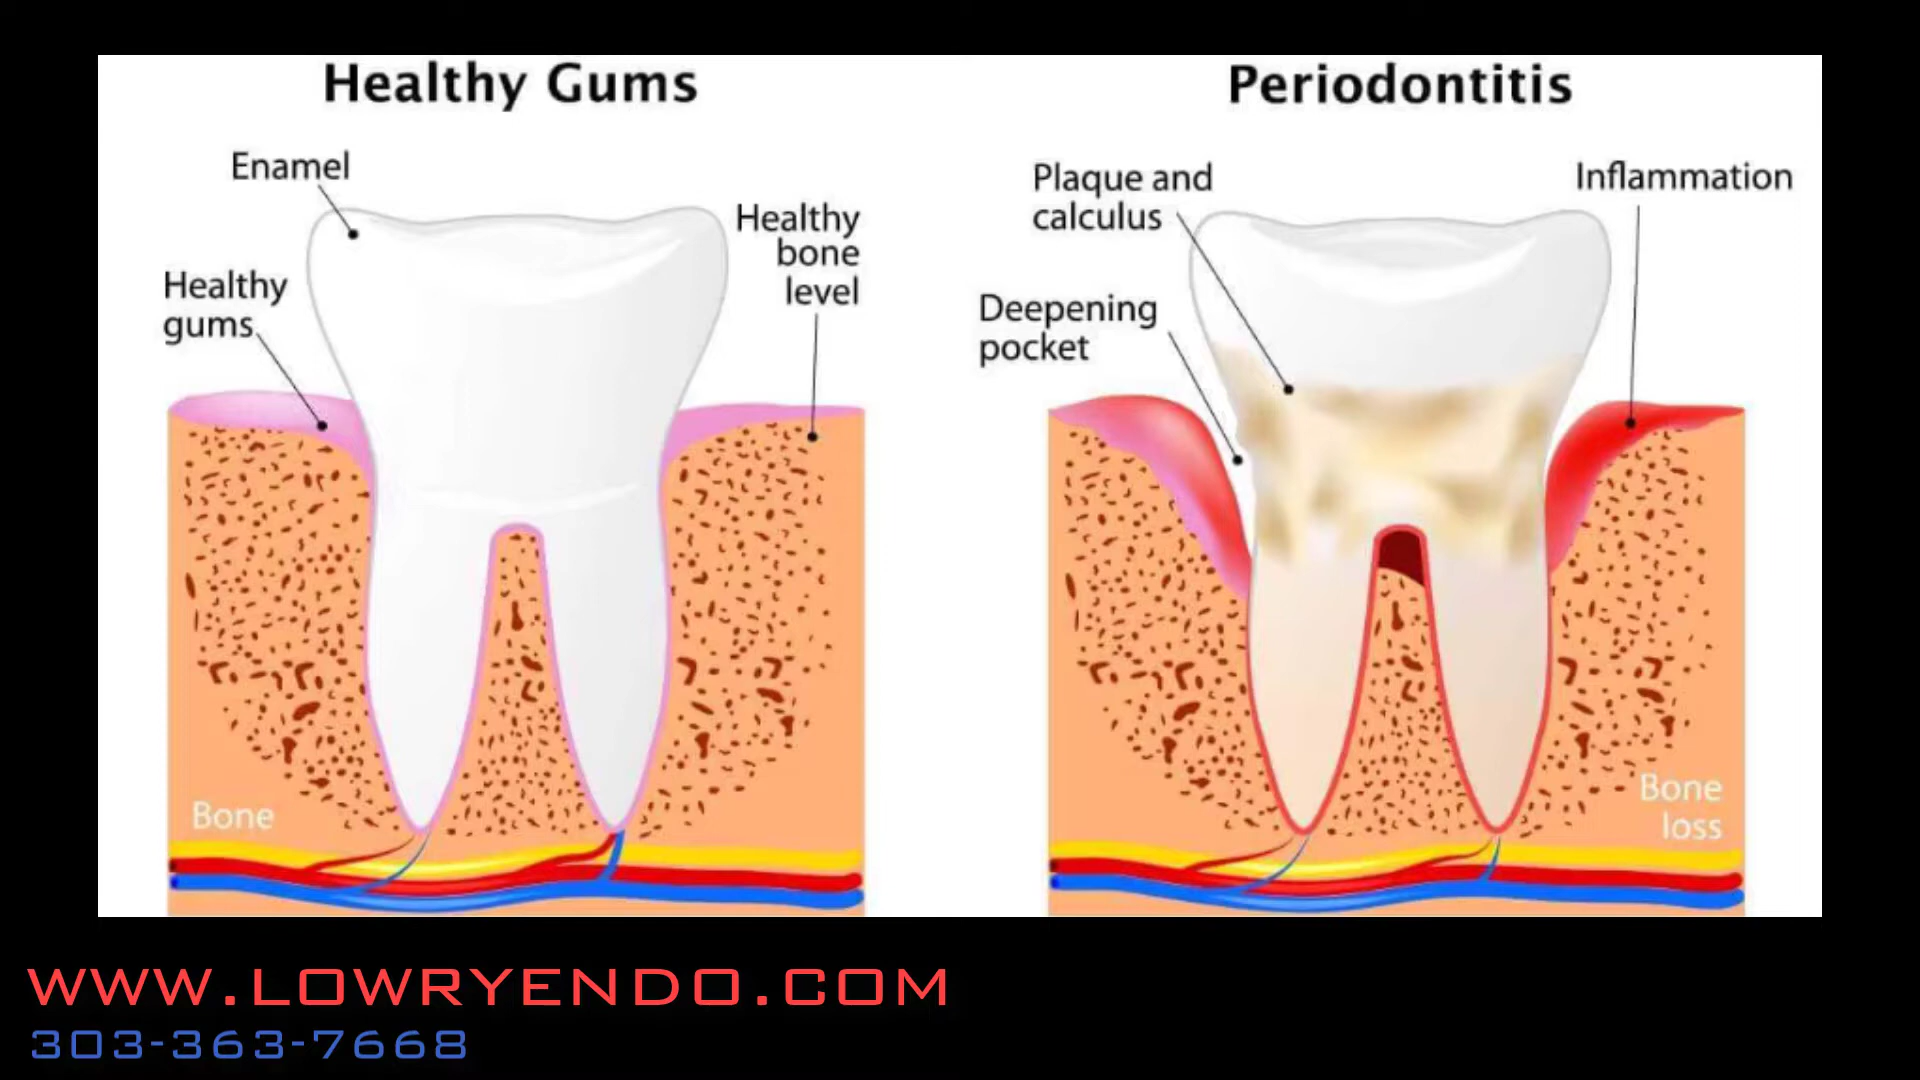 Healthy Gums
Enamel
Healthy
gums
Healthy
bone
level
Bone
Periodontitis
Plaque and
calculus
Inflammation
Deepening
pocket
Bone
loss
WWW.LOWRYENDO.COM
303-363-7668